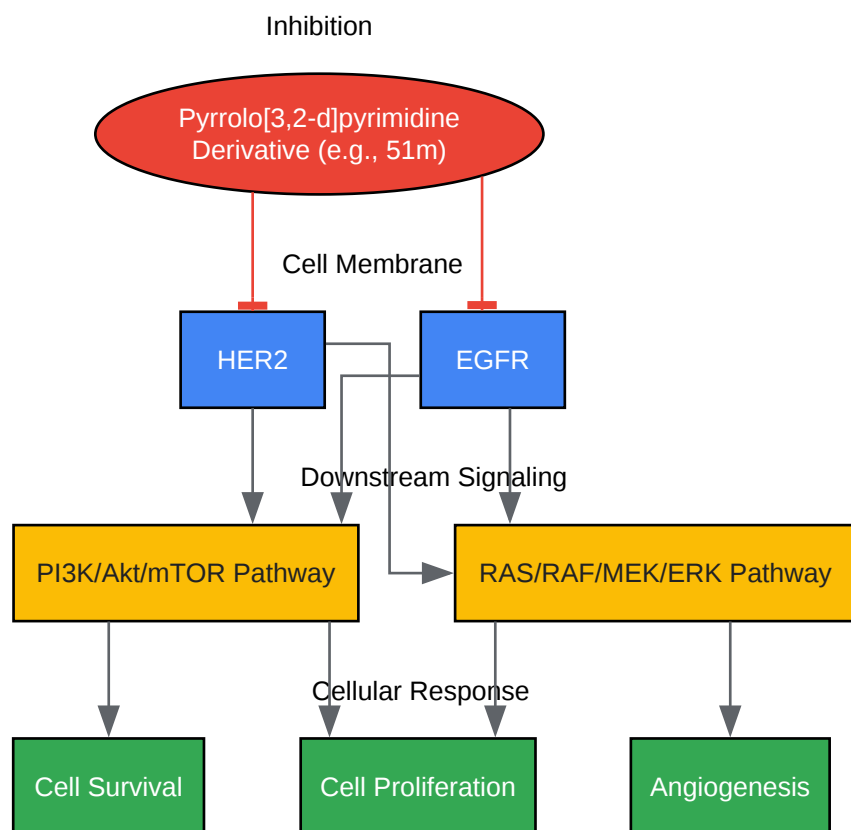 Inhibition
Pyrrolo[3,2-d]pyrimidine
Derivative (e.g., 51m)
Cell Membrane
HER2
EGFR
Downstream Signaling
PI3K/Akt/mTOR Pathway
RAS/RAF/MEK/ERK Pathway
Cellular Response
Cell Survival
Cell Proliferation
Angiogenesis